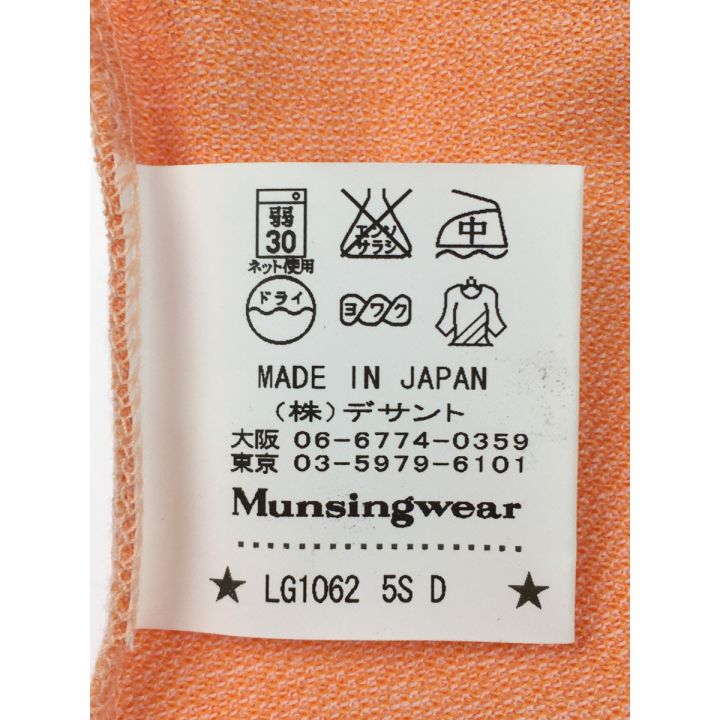 弱
30
ネット使用
エンソ
サラシ
中
ドライ
ヨワク
MADE IN JAPAN
(株)デサント
大阪 06-6774-0359
東京 03-5979-6101
Munsingwear
★ LG1062 5S D ★